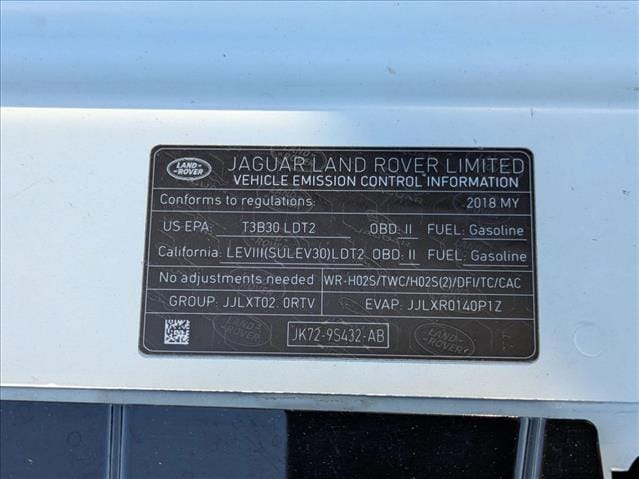 LAND-
-ROVER
JAGUAR LAND ROVER LIMITED
VEHICLE EMISSION CONTROL INFORMATION
Conforms to regulations: 2018 MY
US EPA: T3B30 LDT2 OBD: II FUEL: Gasoline
California: LEVIII(SULEV30)LDT2 OBD: II FUEL: Gasoline
No adjustments needed WR-HO2S/TWC/HO2S(2)/DFI/TC/CAC
GROUP: JJLXT02.0RTV EVAP: JJLXR0140P1Z
JK72-9S432-AB